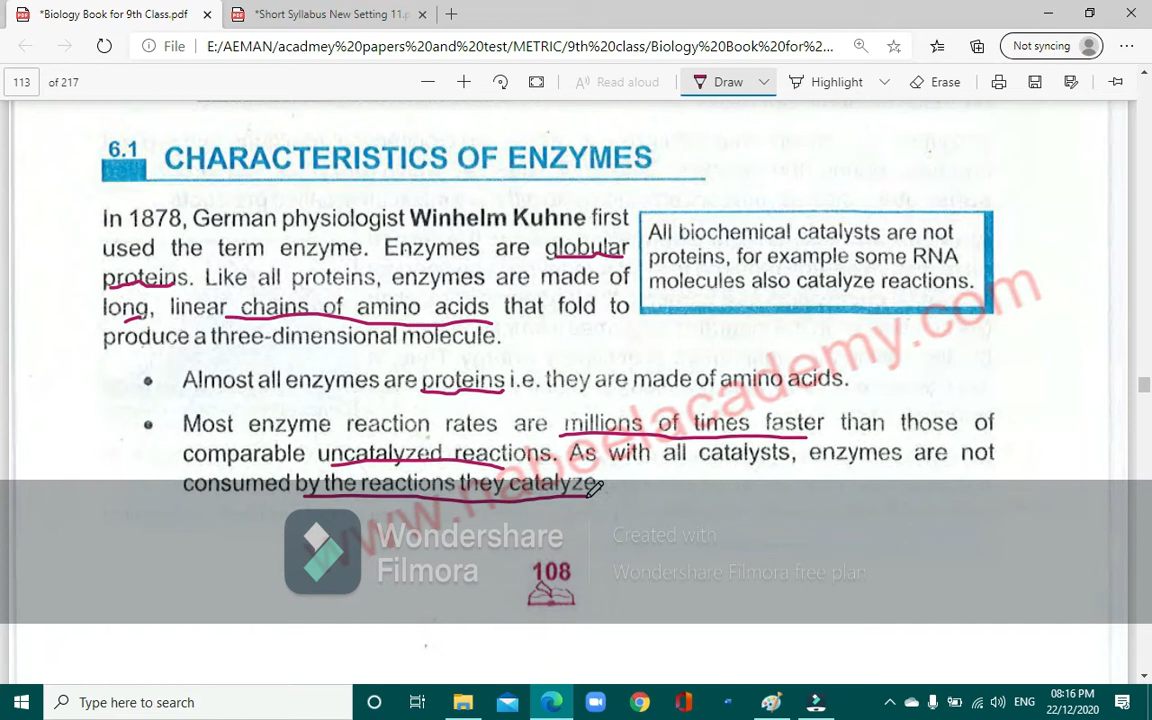 *Biology Book for 9th Class.pdf
*Short Syllabus New Setting 11.p
File
E:/AEMAN/acadmey%20papers%20and%20test/METRIC/9th%20class/Biology%20Book%20for%2...
Not syncing
113 of 217
Read aloud
Draw
Highlight
Erase
6.1 CHARACTERISTICS OF ENZYMES
In 1878, German physiologist Winhelm Kuhne first
used the term enzyme. Enzymes are globular
proteins. Like all proteins, enzymes are made of
long, linear chains of amino acids that fold to
produce a three-dimensional molecule.
All biochemical catalysts are not
proteins, for example some RNA
molecules also catalyze reactions.
• Almost all enzymes are proteins i.e. they are made of amino acids.
• Most enzyme reaction rates are millions of times faster than those of
comparable uncatalyzed reactions. As with all catalysts, enzymes are not
consumed by the reactions they catalyze
www.nabeelacademy.com
Wondershare
Filmora
Created with
Wondershare Filmora free plan
108
Type here to search
ENG
08:16 PM
22/12/2020